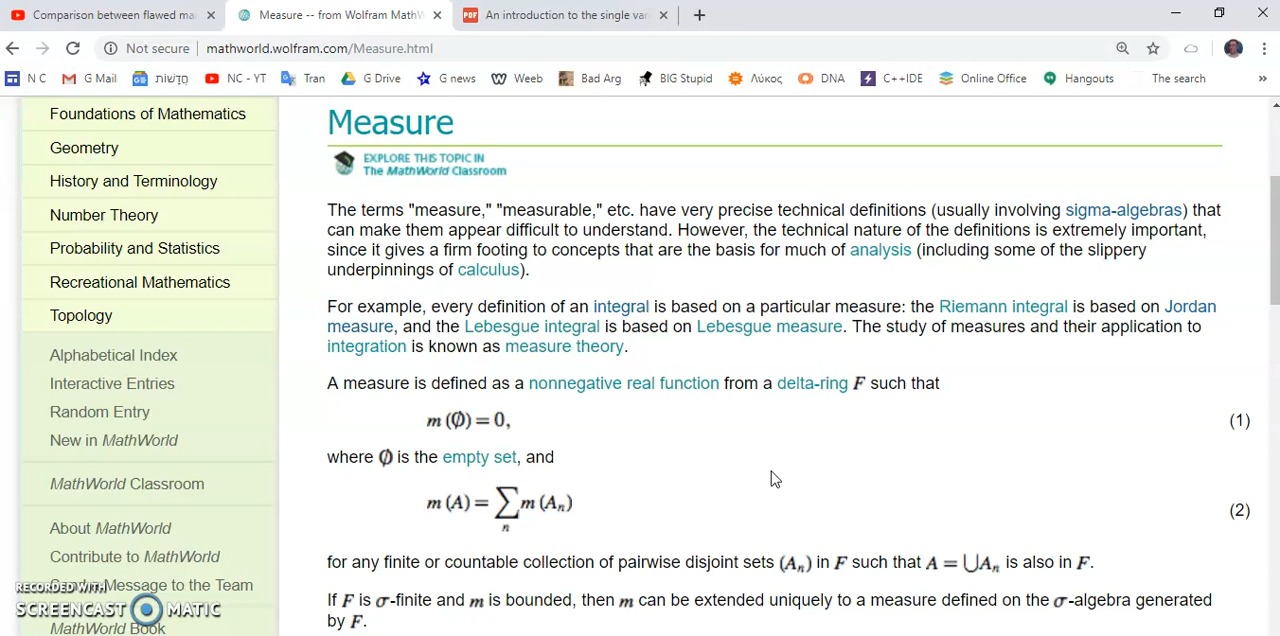 Comparison between flawed ma
Measure -- from Wolfram MathW
PDF An introduction to the single var
Not secure | mathworld.wolfram.com/Measure.html
N C G Mail חֲדָשׁוֹת NC - YT Tran G Drive G news Weeb Bad Arg BIG Stupid Λύκος DNA C++IDE Online Office Hangouts The search »
Foundations of Mathematics
Geometry
History and Terminology
Number Theory
Probability and Statistics
Recreational Mathematics
Topology
Alphabetical Index
Interactive Entries
Random Entry
New in MathWorld
MathWorld Classroom
About MathWorld
Contribute to MathWorld
Message to the Team
MathWorld Book
RECORDED WITH
SCREENCAST MATIC
Measure
EXPLORE THIS TOPIC IN
The MathWorld Classroom
The terms "measure," "measurable," etc. have very precise technical definitions (usually involving sigma-algebras) that
can make them appear difficult to understand. However, the technical nature of the definitions is extremely important,
since it gives a firm footing to concepts that are the basis for much of analysis (including some of the slippery
underpinnings of calculus).
For example, every definition of an integral is based on a particular measure: the Riemann integral is based on Jordan
measure, and the Lebesgue integral is based on Lebesgue measure. The study of measures and their application to
integration is known as measure theory.
A measure is defined as a nonnegative real function from a delta-ring F such that
m (∅) = 0, (1)
where ∅ is the empty set, and
m (A) = ∑ m (Aₙ) (2)
n
for any finite or countable collection of pairwise disjoint sets (Aₙ) in F such that A = ⋃Aₙ is also in F.
If F is σ-finite and m is bounded, then m can be extended uniquely to a measure defined on the σ-algebra generated
by F.